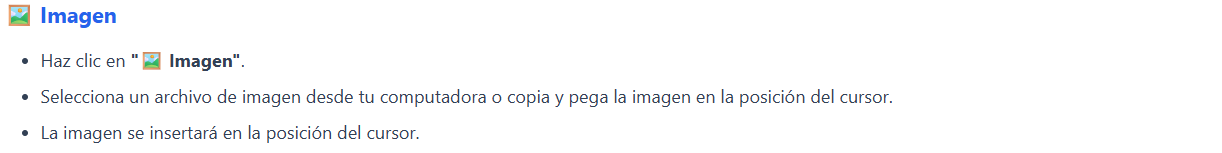 🖼️ Imagen
• Haz clic en "🖼️ Imagen".
• Selecciona un archivo de imagen desde tu computadora o copia y pega la imagen en la posición del cursor.
• La imagen se insertará en la posición del cursor.